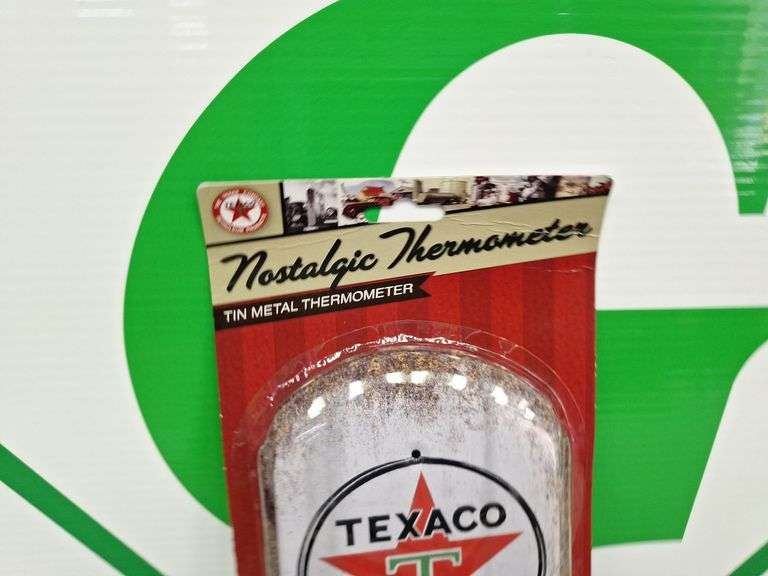 Nostalgic Thermometer
TIN METAL THERMOMETER
TEXACO
T